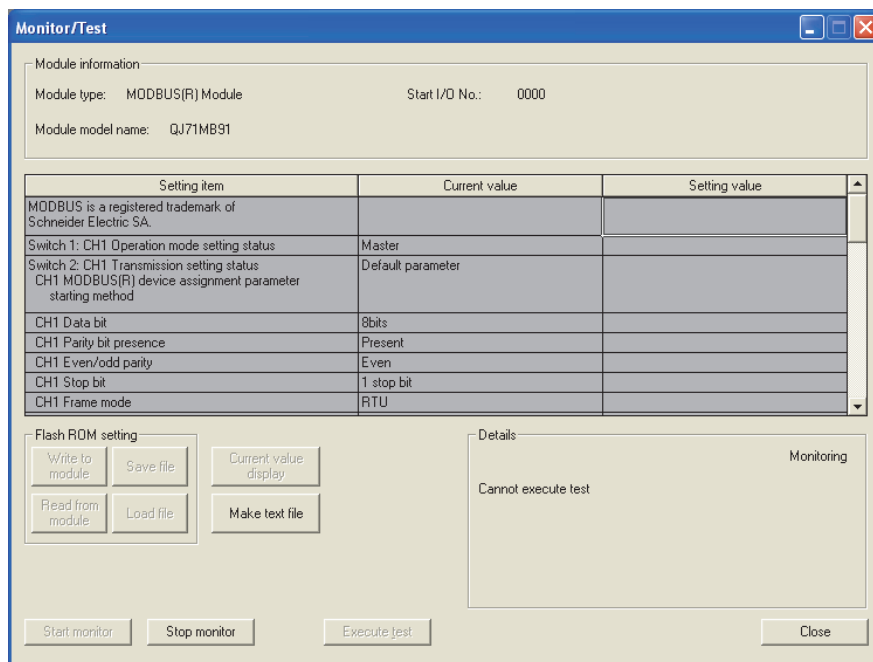 Monitor/Test
Module information
Module type: MODBUS(R) Module Start I/O No.: 0000
Module model name: QJ71MB91
Setting item Current value Setting value
MODBUS is a registered trademark of
Schneider Electric SA.
Switch 1: CH1 Operation mode setting status Master
Switch 2: CH1 Transmission setting status Default parameter
CH1 MODBUS(R) device assignment parameter
starting method
CH1 Data bit 8bits
CH1 Parity bit presence Present
CH1 Even/odd parity Even
CH1 Stop bit 1 stop bit
CH1 Frame mode RTU
Flash ROM setting
Write to
module
Save file
Current value
display
Read from
module
Load file
Make text file
Details
Monitoring
Cannot execute test
Start monitor
Stop monitor
Execute test
Close